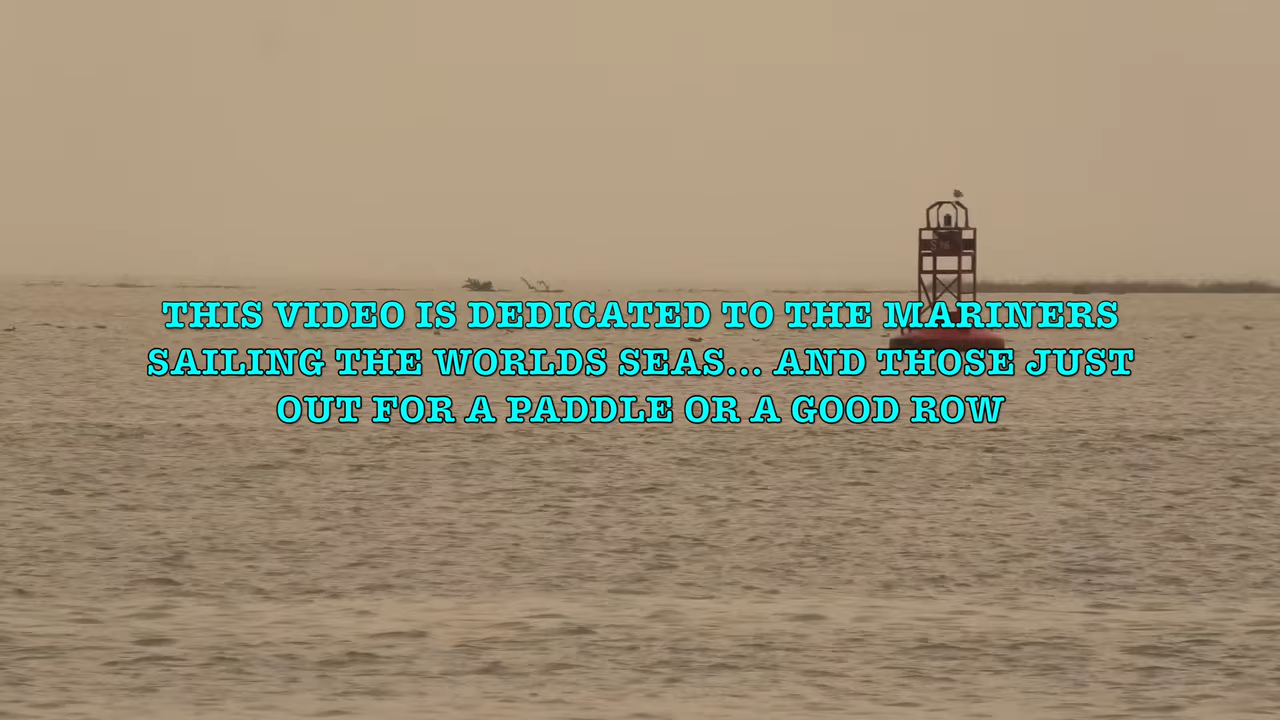 THIS VIDEO IS DEDICATED TO THE MARINERS
SAILING THE WORLDS SEAS... AND THOSE JUST
OUT FOR A PADDLE OR A GOOD ROW